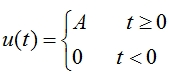 u(t) = { A    t ≥ 0
0    t < 0